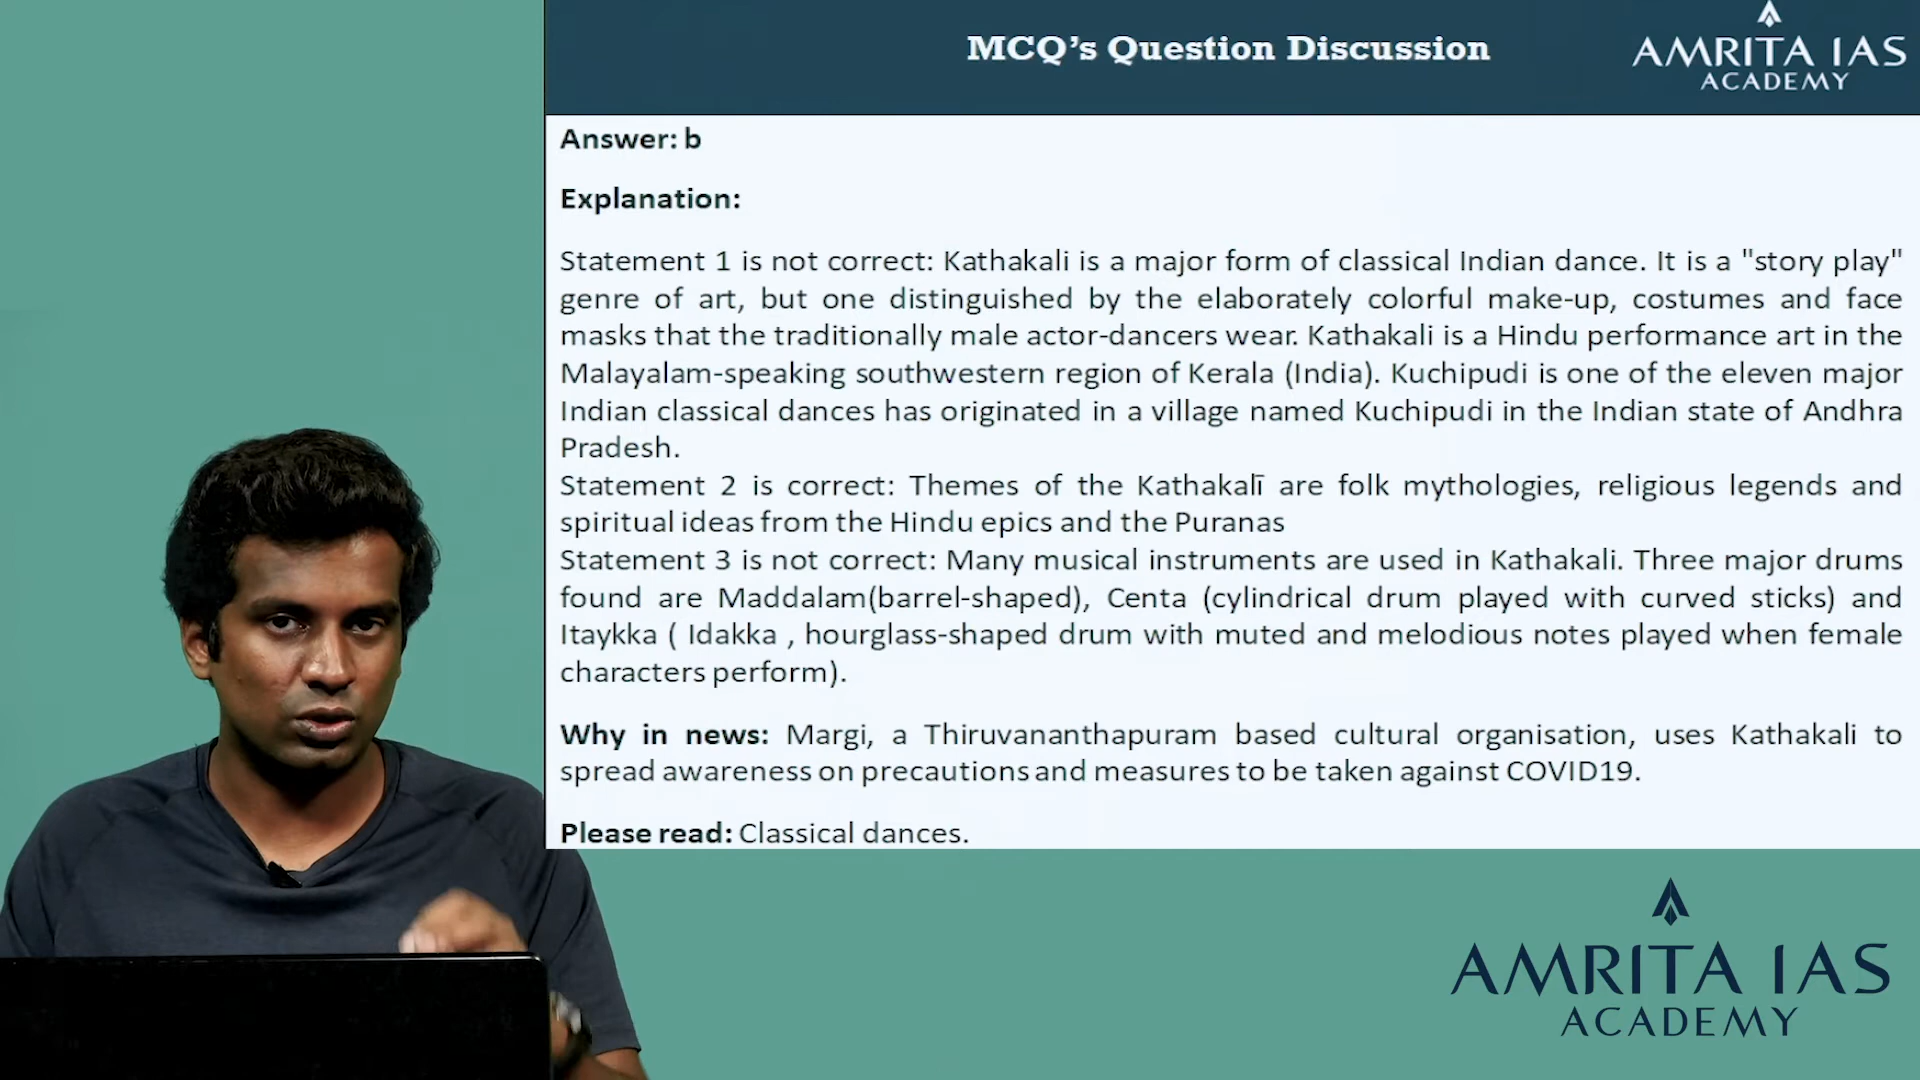 MCQ's Question Discussion
AMRITA IAS
ACADEMY
Answer: b
Explanation:
Statement 1 is not correct: Kathakali is a major form of classical Indian dance. It is a "story play"
genre of art, but one distinguished by the elaborately colorful make-up, costumes and face
masks that the traditionally male actor-dancers wear. Kathakali is a Hindu performance art in the
Malayalam-speaking southwestern region of Kerala (India). Kuchipudi is one of the eleven major
Indian classical dances has originated in a village named Kuchipudi in the Indian state of Andhra
Pradesh.
Statement 2 is correct: Themes of the Kathakalī are folk mythologies, religious legends and
spiritual ideas from the Hindu epics and the Puranas
Statement 3 is not correct: Many musical instruments are used in Kathakali. Three major drums
found are Maddalam(barrel-shaped), Centa (cylindrical drum played with curved sticks) and
Itaykka ( Idakka , hourglass-shaped drum with muted and melodious notes played when female
characters perform).
Why in news: Margi, a Thiruvananthapuram based cultural organisation, uses Kathakali to
spread awareness on precautions and measures to be taken against COVID19.
Please read: Classical dances.
AMRITA IAS
ACADEMY